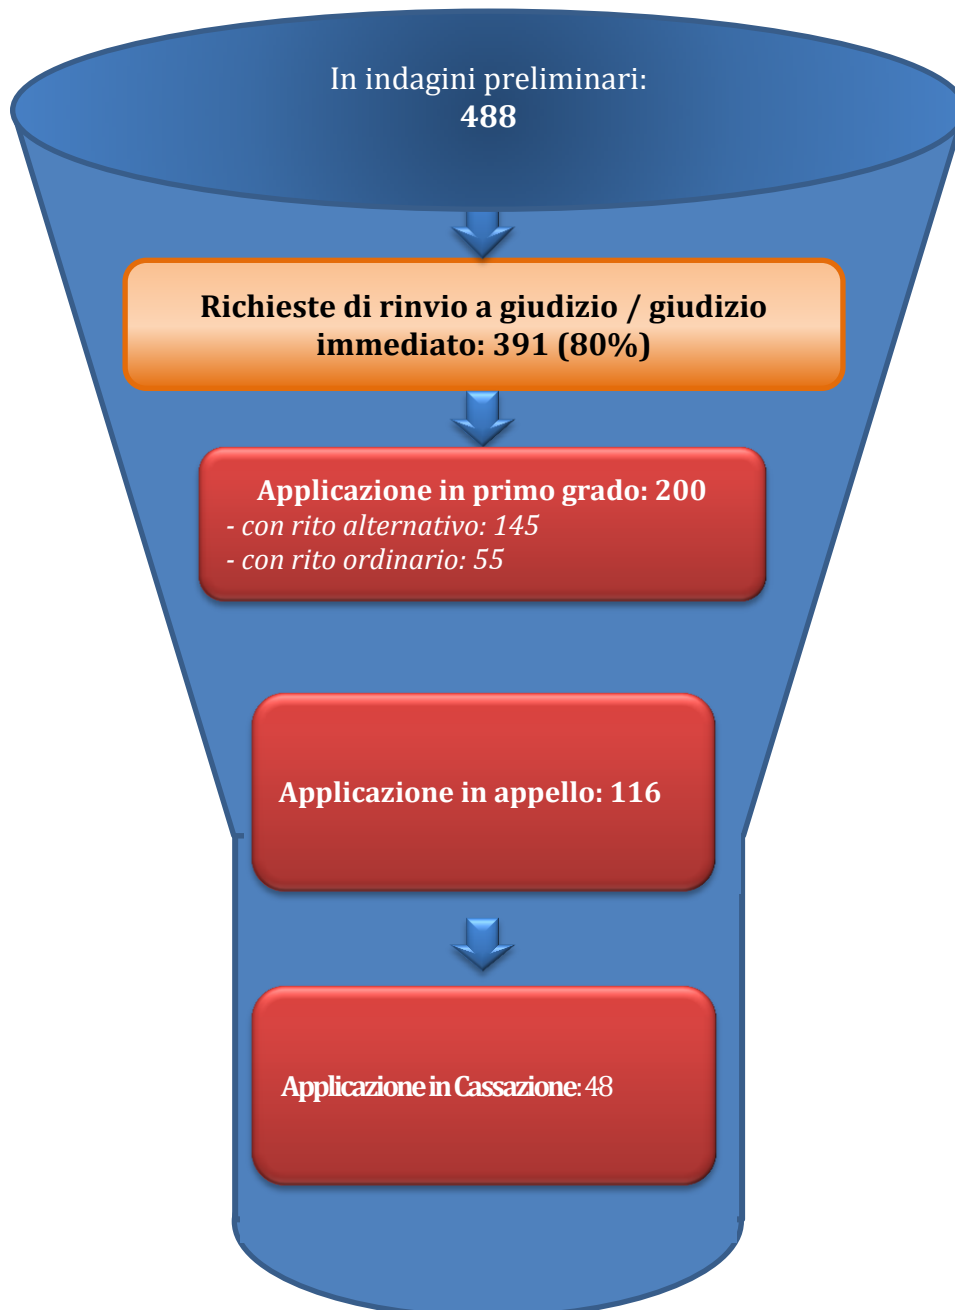 In indagini preliminari:
488
Richieste di rinvio a giudizio / giudizio
immediato: 391 (80%)
Applicazione in primo grado: 200
- con rito alternativo: 145
- con rito ordinario: 55
Applicazione in appello: 116
Applicazione in Cassazione: 48